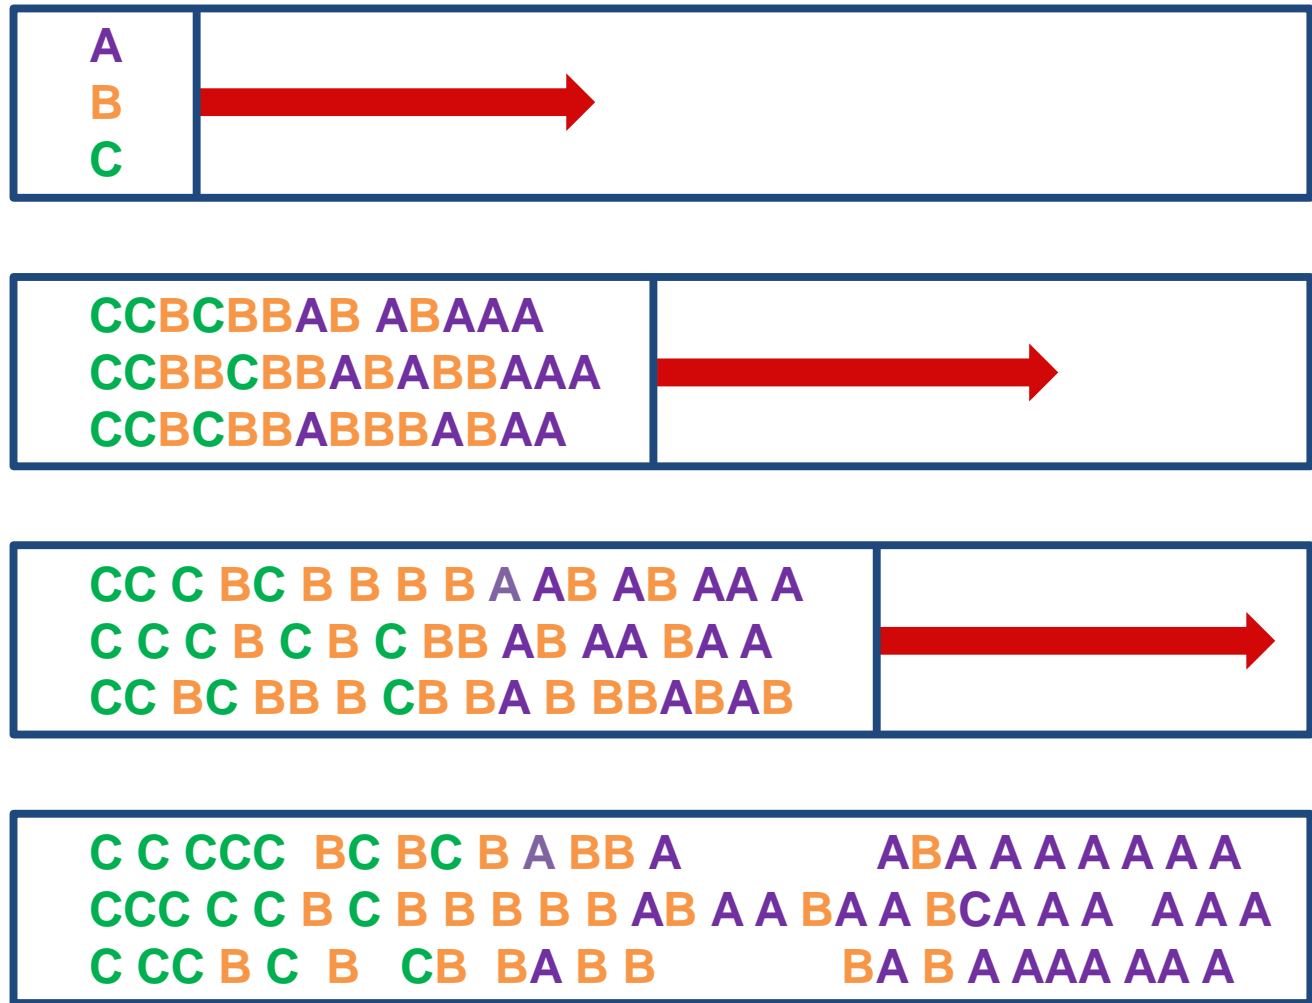 A
B
C
CCBCBBAB ABAAA
CCBBCBBABABBAAA
CCBCBBABBBABAA
CC C BC B B B B A AB AB AA A
C C C B C B C BB AB AA BA A
CC BC BB B CB BA B BBABAB
C C CCC BC BC B A BB A ABA A A A A A A
CCC C C B C B B B B B AB A A BA A BCA A A A A A
C CCC B C B CB BA B B BA B A AAA AA A